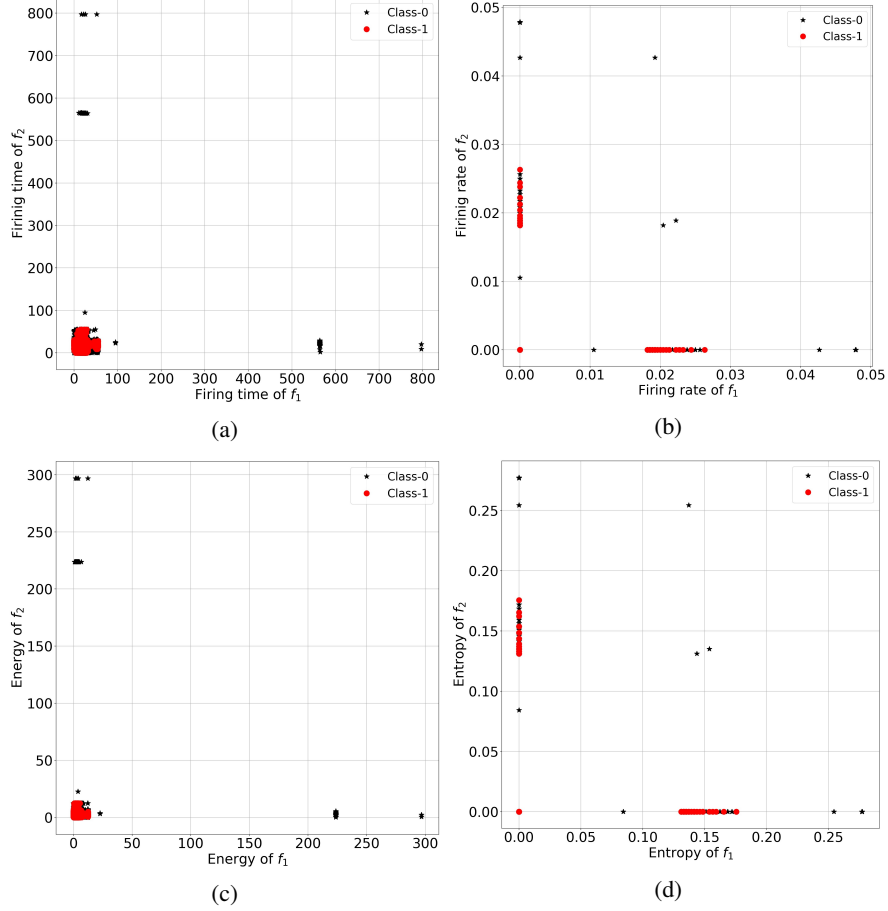 800
700
600
500
400
300
200
100
0
Firinig time of f2
Class-0
Class-1
0 100 200 300 400 500 600 700 800
Firing time of f1
(a)
0.05
0.04
0.03
0.02
0.01
0.00
Firinig rate of f2
Class-0
Class-1
0.00 0.01 0.02 0.03 0.04 0.05
Firing rate of f1
(b)
300
250
200
150
100
50
0
Energy of f2
Class-0
Class-1
0 50 100 150 200 250 300
Energy of f1
(c)
0.25
0.20
0.15
0.10
0.05
0.00
Entropy of f2
Class-0
Class-1
0.00 0.05 0.10 0.15 0.20 0.25
Entropy of f1
(d)